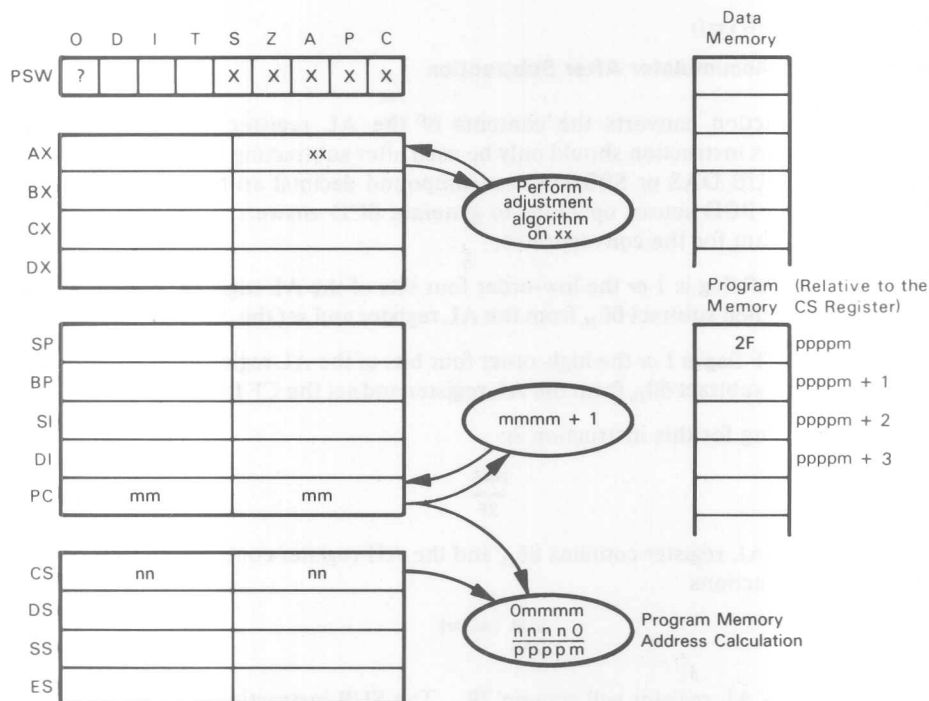 Data
Memory
O D I T S Z A P C
PSW ? X X X X X
AX xx
BX
CX
DX
Perform
adjustment
algorithm
on xx
Program
Memory
(Relative to the
CS Register)
SP
BP
SI
DI
PC mm mm
mmmm + 1
2F ppppm
ppppm + 1
ppppm + 2
ppppm + 3
CS nn nn
DS
SS
ES
0mmmm
nnnn0
ppppm
Program Memory
Address Calculation